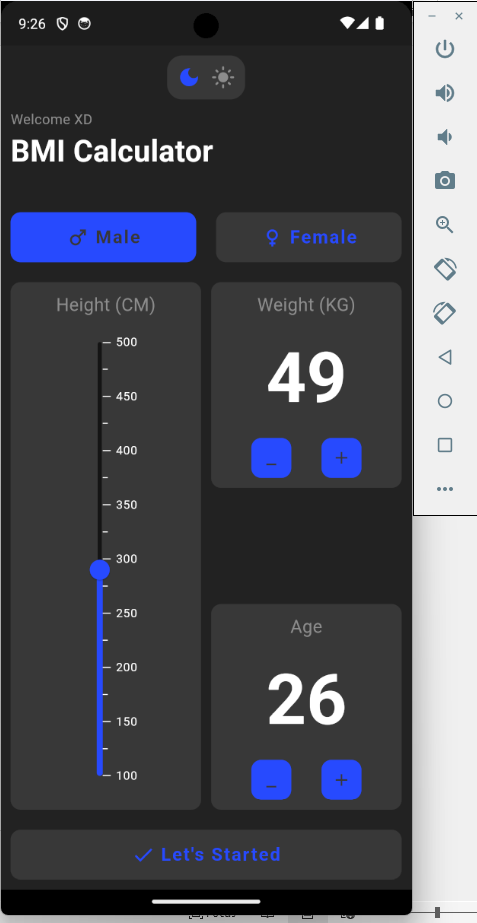 9:26
Welcome XD
BMI Calculator
Male
Female
Height (CM)
500
450
400
350
300
250
200
150
100
Weight (KG)
49
_ +
Age
26
_ +
Let's Started